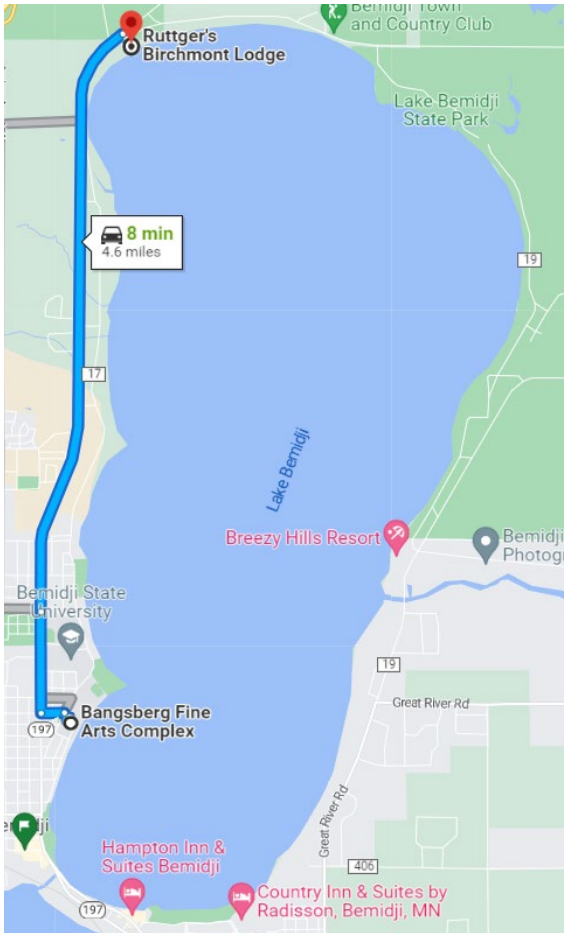 Bemidji Town
and Country Club
Ruttger's
Birchmont Lodge
Lake Bemidji
State Park
8 min
4.6 miles
19
17
Lake Bemidji
Breezy Hills Resort
Bemidji
Photogr
Bemidji State
University
19
Great River Rd
Bangsberg Fine
Arts Complex
197
Great River Rd
Hampton Inn &
Suites Bemidji
406
Country Inn & Suites by
Radisson, Bemidji, MN
197